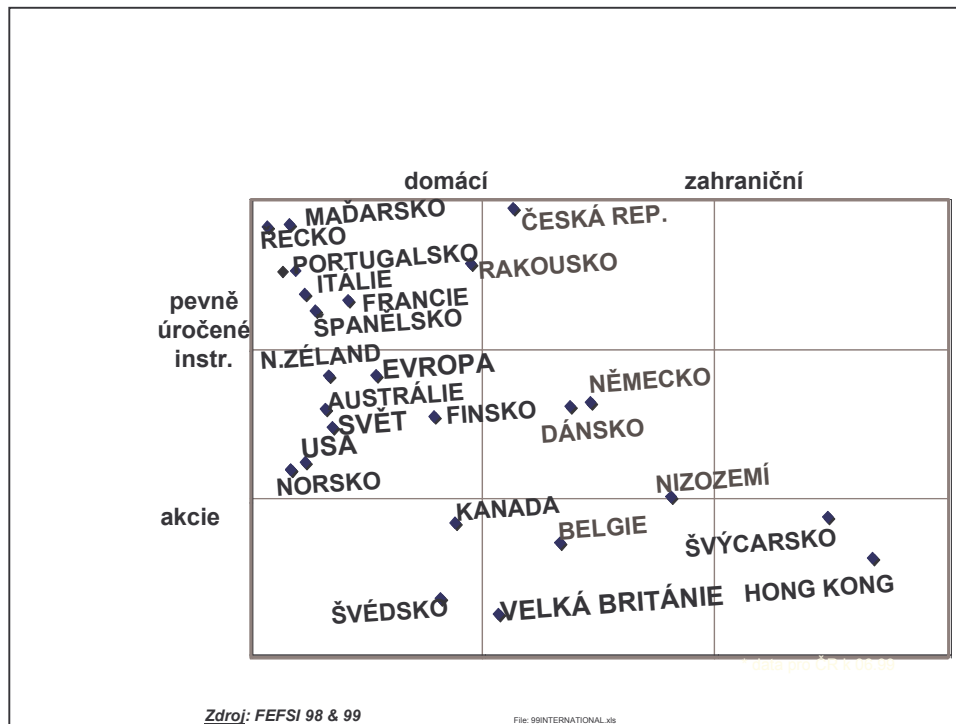 domácí zahraniční
MAĎARSKO
ČESKÁ REP.
ŘECKO
PORTUGALSKO
RAKOUSKO
ITÁLIE
FRANCIE
ŠPANĚLSKO
pevně
úročené
instr.
N.ZÉLAND
EVROPA
NĚMECKO
AUSTRÁLIE
FINSKO
SVĚT
DÁNSKO
USA
NORSKO
NIZOZEMÍ
akcie
KANADA
BELGIE
ŠVÝCARSKO
HONG KONG
ŠVÉDSKO
VELKÁ BRITÁNIE
Zdroj: FEFSI 98 & 99
File: 99INTERNATIONAL.xls